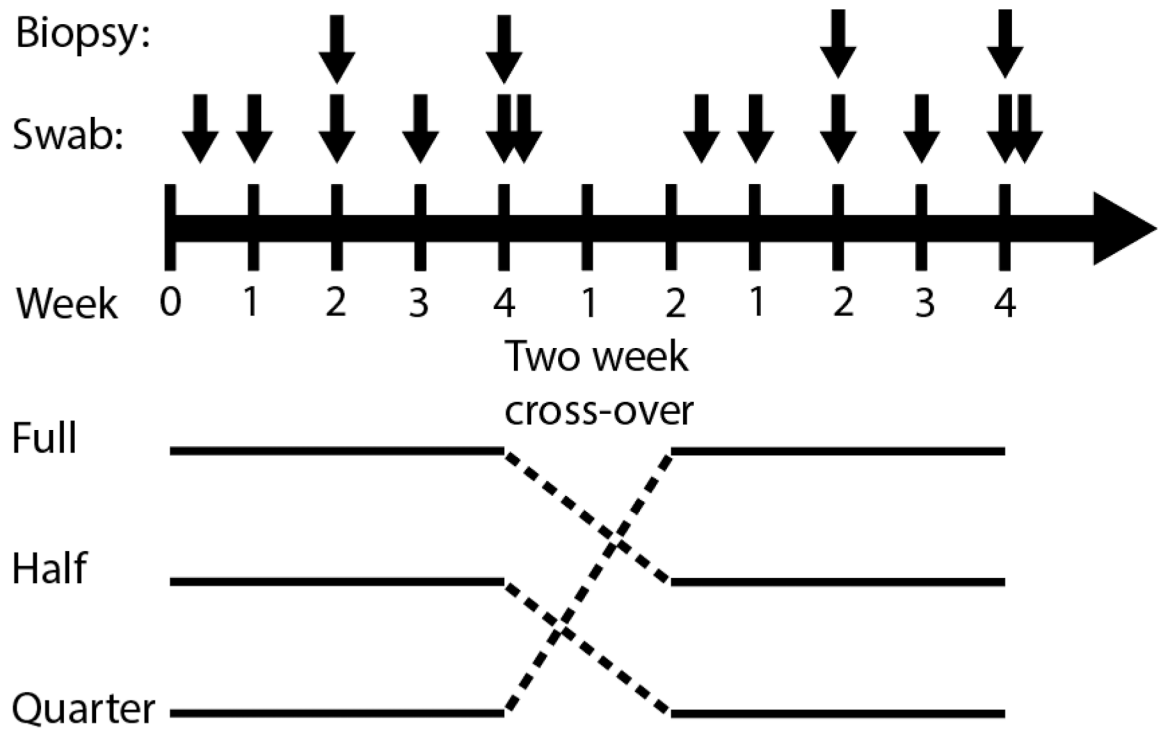 Biopsy:
Swab:
Week 0 1 2 3 4 1 2 1 2 3 4
Two week
cross-over
Full
Half
Quarter